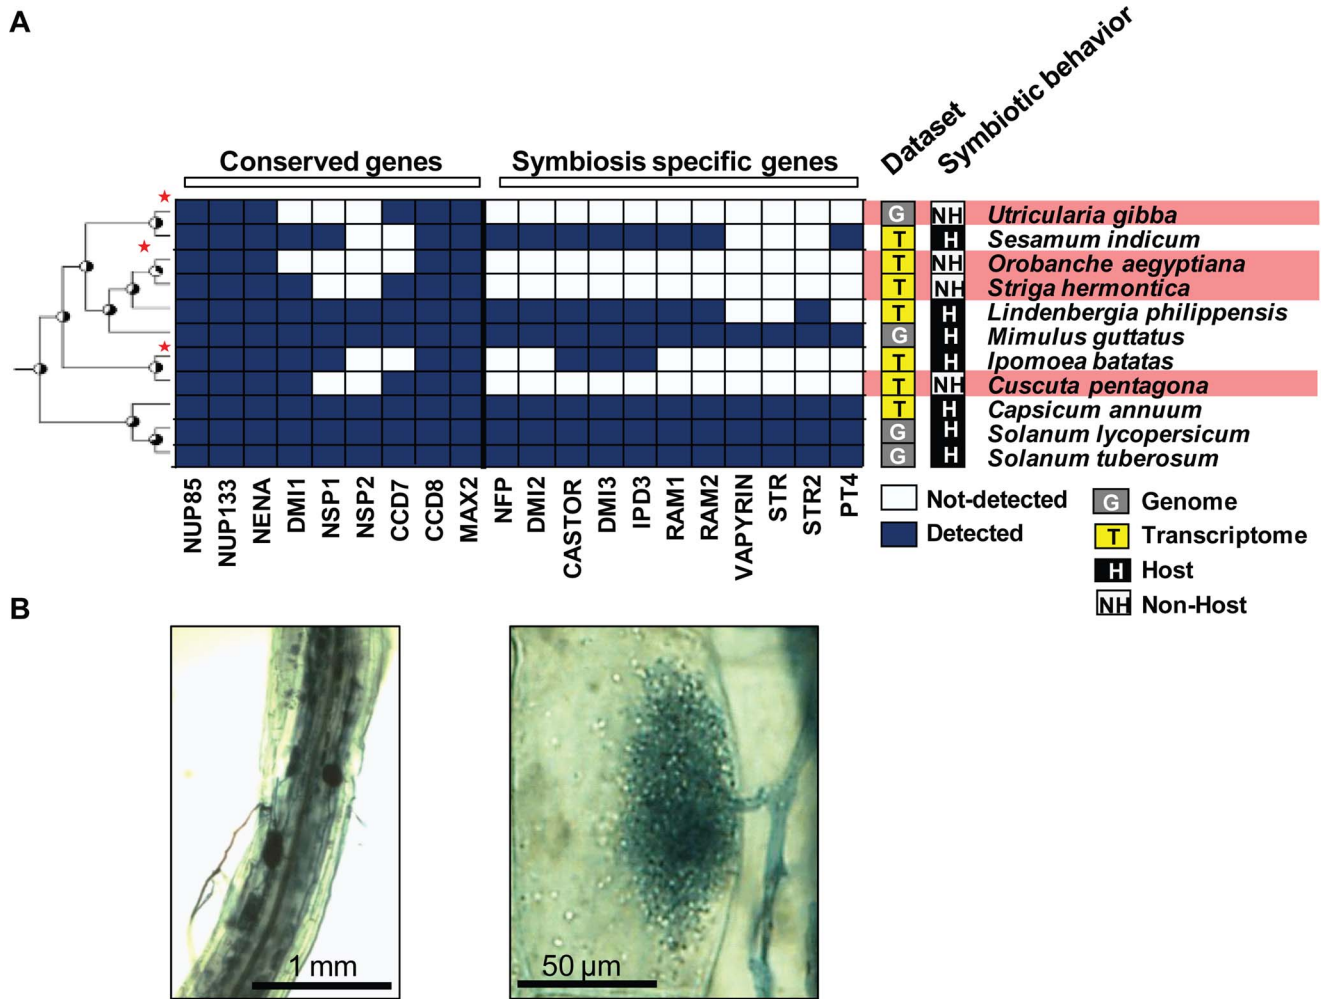 A
Dataset
Symbiotic behavior
Conserved genes
Symbiosis specific genes
G NH Utricularia gibba
T H Sesamum indicum
T NH Orobanche aegyptiana
T NH Striga hermontica
T H Lindenbergia philippensis
G H Mimulus guttatus
T H Ipomoea batatas
T NH Cuscuta pentagona
T H Capsicum annuum
G H Solanum lycopersicum
G H Solanum tuberosum
NUP85
NUP133
NENA
DMI1
NSP1
NSP2
CCD7
CCD8
MAX2
NFP
DMI2
CASTOR
DMI3
IPD3
RAM1
RAM2
VAPYRIN
STR
STR2
PT4
Not-detected
Detected
G Genome
T Transcriptome
H Host
NH Non-Host
B
1 mm
50 µm